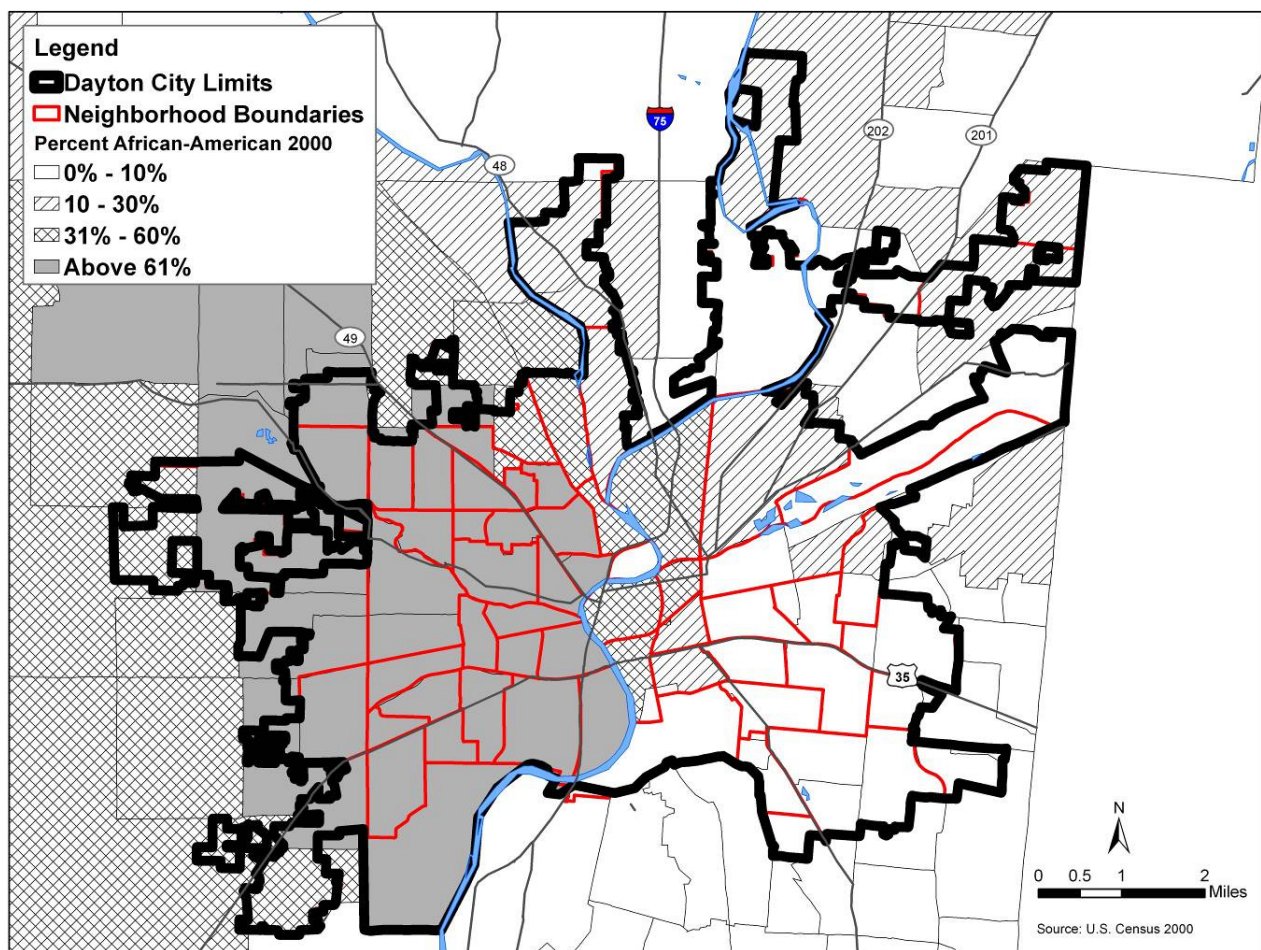 Legend
Dayton City Limits
Neighborhood Boundaries
Percent African-American 2000
0% - 10%
10 - 30%
31% - 60%
Above 61%
75
48
202
201
49
35
N
0 0.5 1 2
Miles
Source: U.S. Census 2000